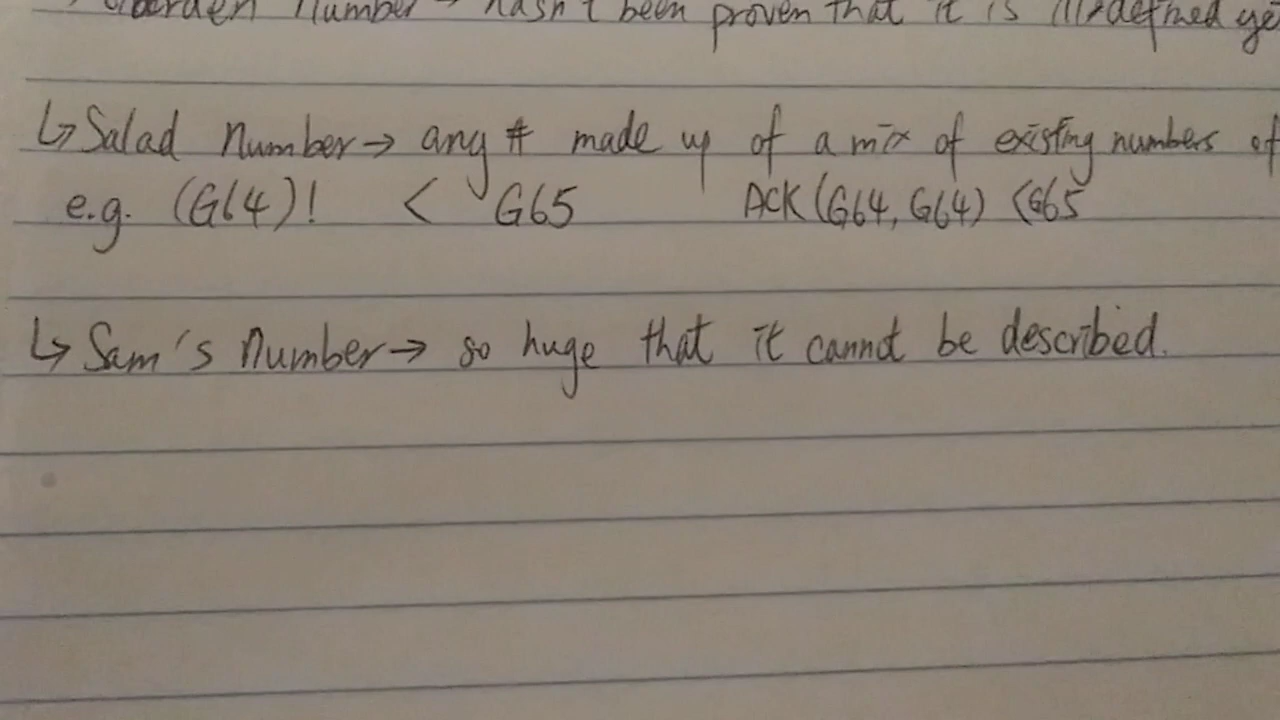 number → hasn't been proven that it is ill-defined ye
↳ Salad number → any # made up of a mix of existing numbers of
e.g. (G64)! < G65 ACK (G64, G64) < G65
↳ Sam's number → so huge that it cannot be described.